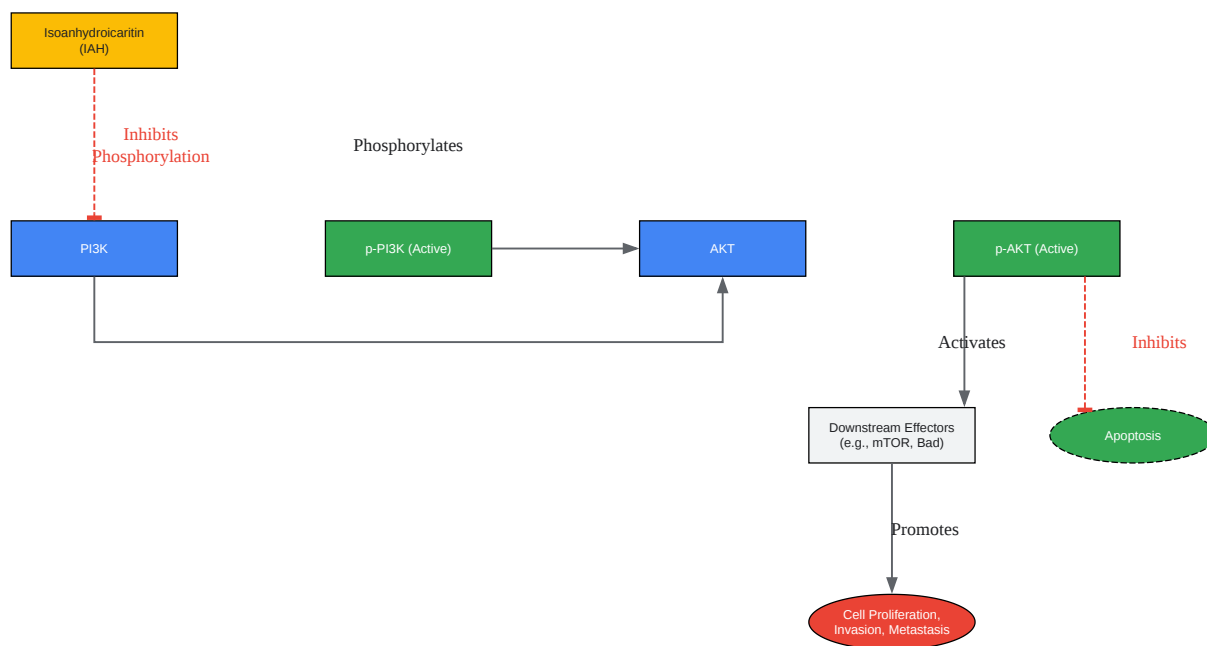 Isoanhydroicaritin
(IAH)
Inhibits
Phosphorylation
Phosphorylates
PI3K
p-PI3K (Active)
AKT
p-AKT (Active)
Activates
Inhibits
Downstream Effectors
(e.g., mTOR, Bad)
Apoptosis
Promotes
Cell Proliferation,
Invasion, Metastasis